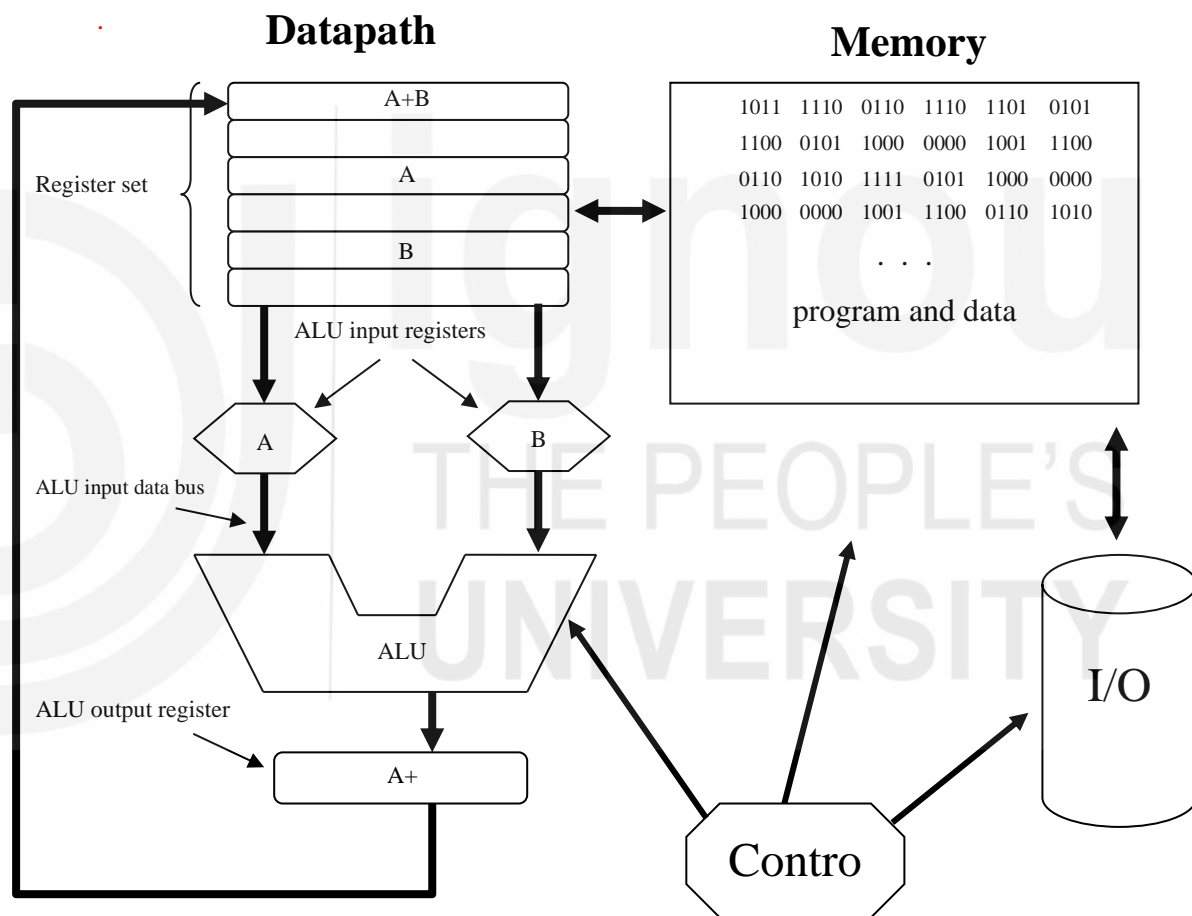 Datapath
Memory
A+B
A
B
Register set
1011 1110 0110 1110 1101 0101
1100 0101 1000 0000 1001 1100
0110 1010 1111 0101 1000 0000
1000 0000 1001 1100 0110 1010
. . .
program and data
ALU input registers
A
B
ALU input data bus
ALU
ALU output register
A+
I/O
Contro
ignou
THE PEOPLE'S
UNIVERSITY